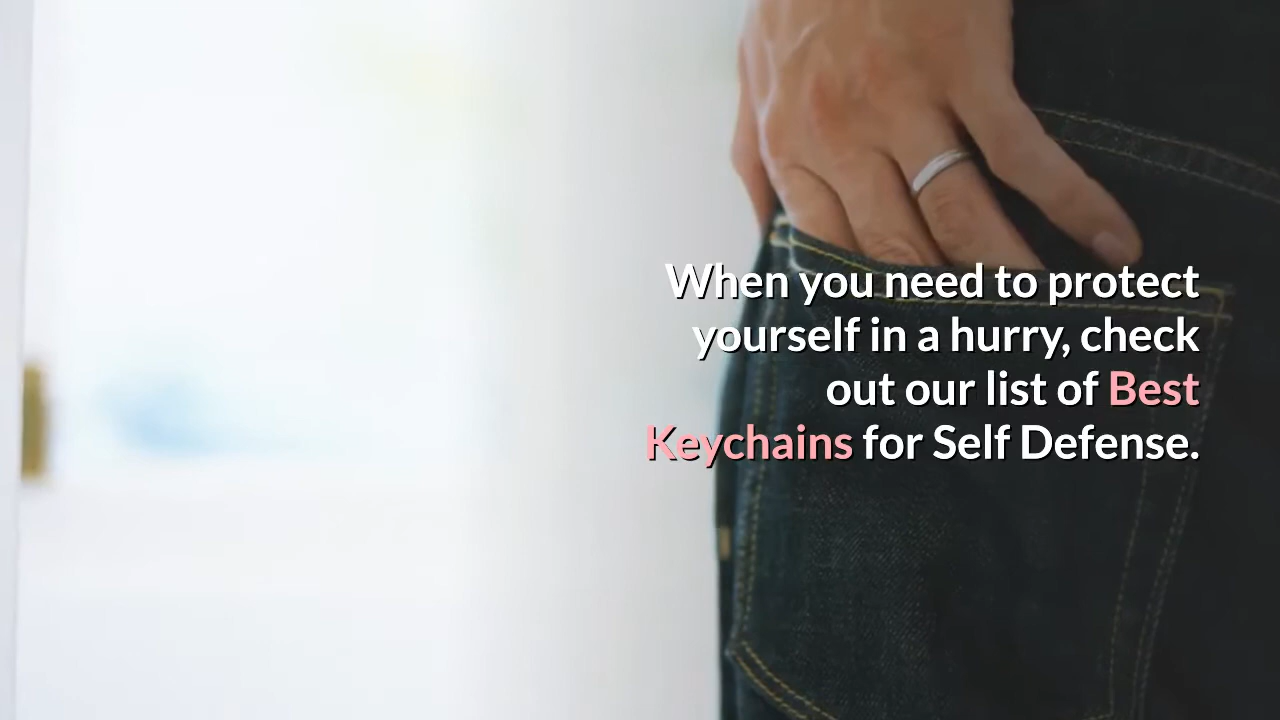 When you need to protect
yourself in a hurry, check
out our list of Best
Keychains for Self Defense.